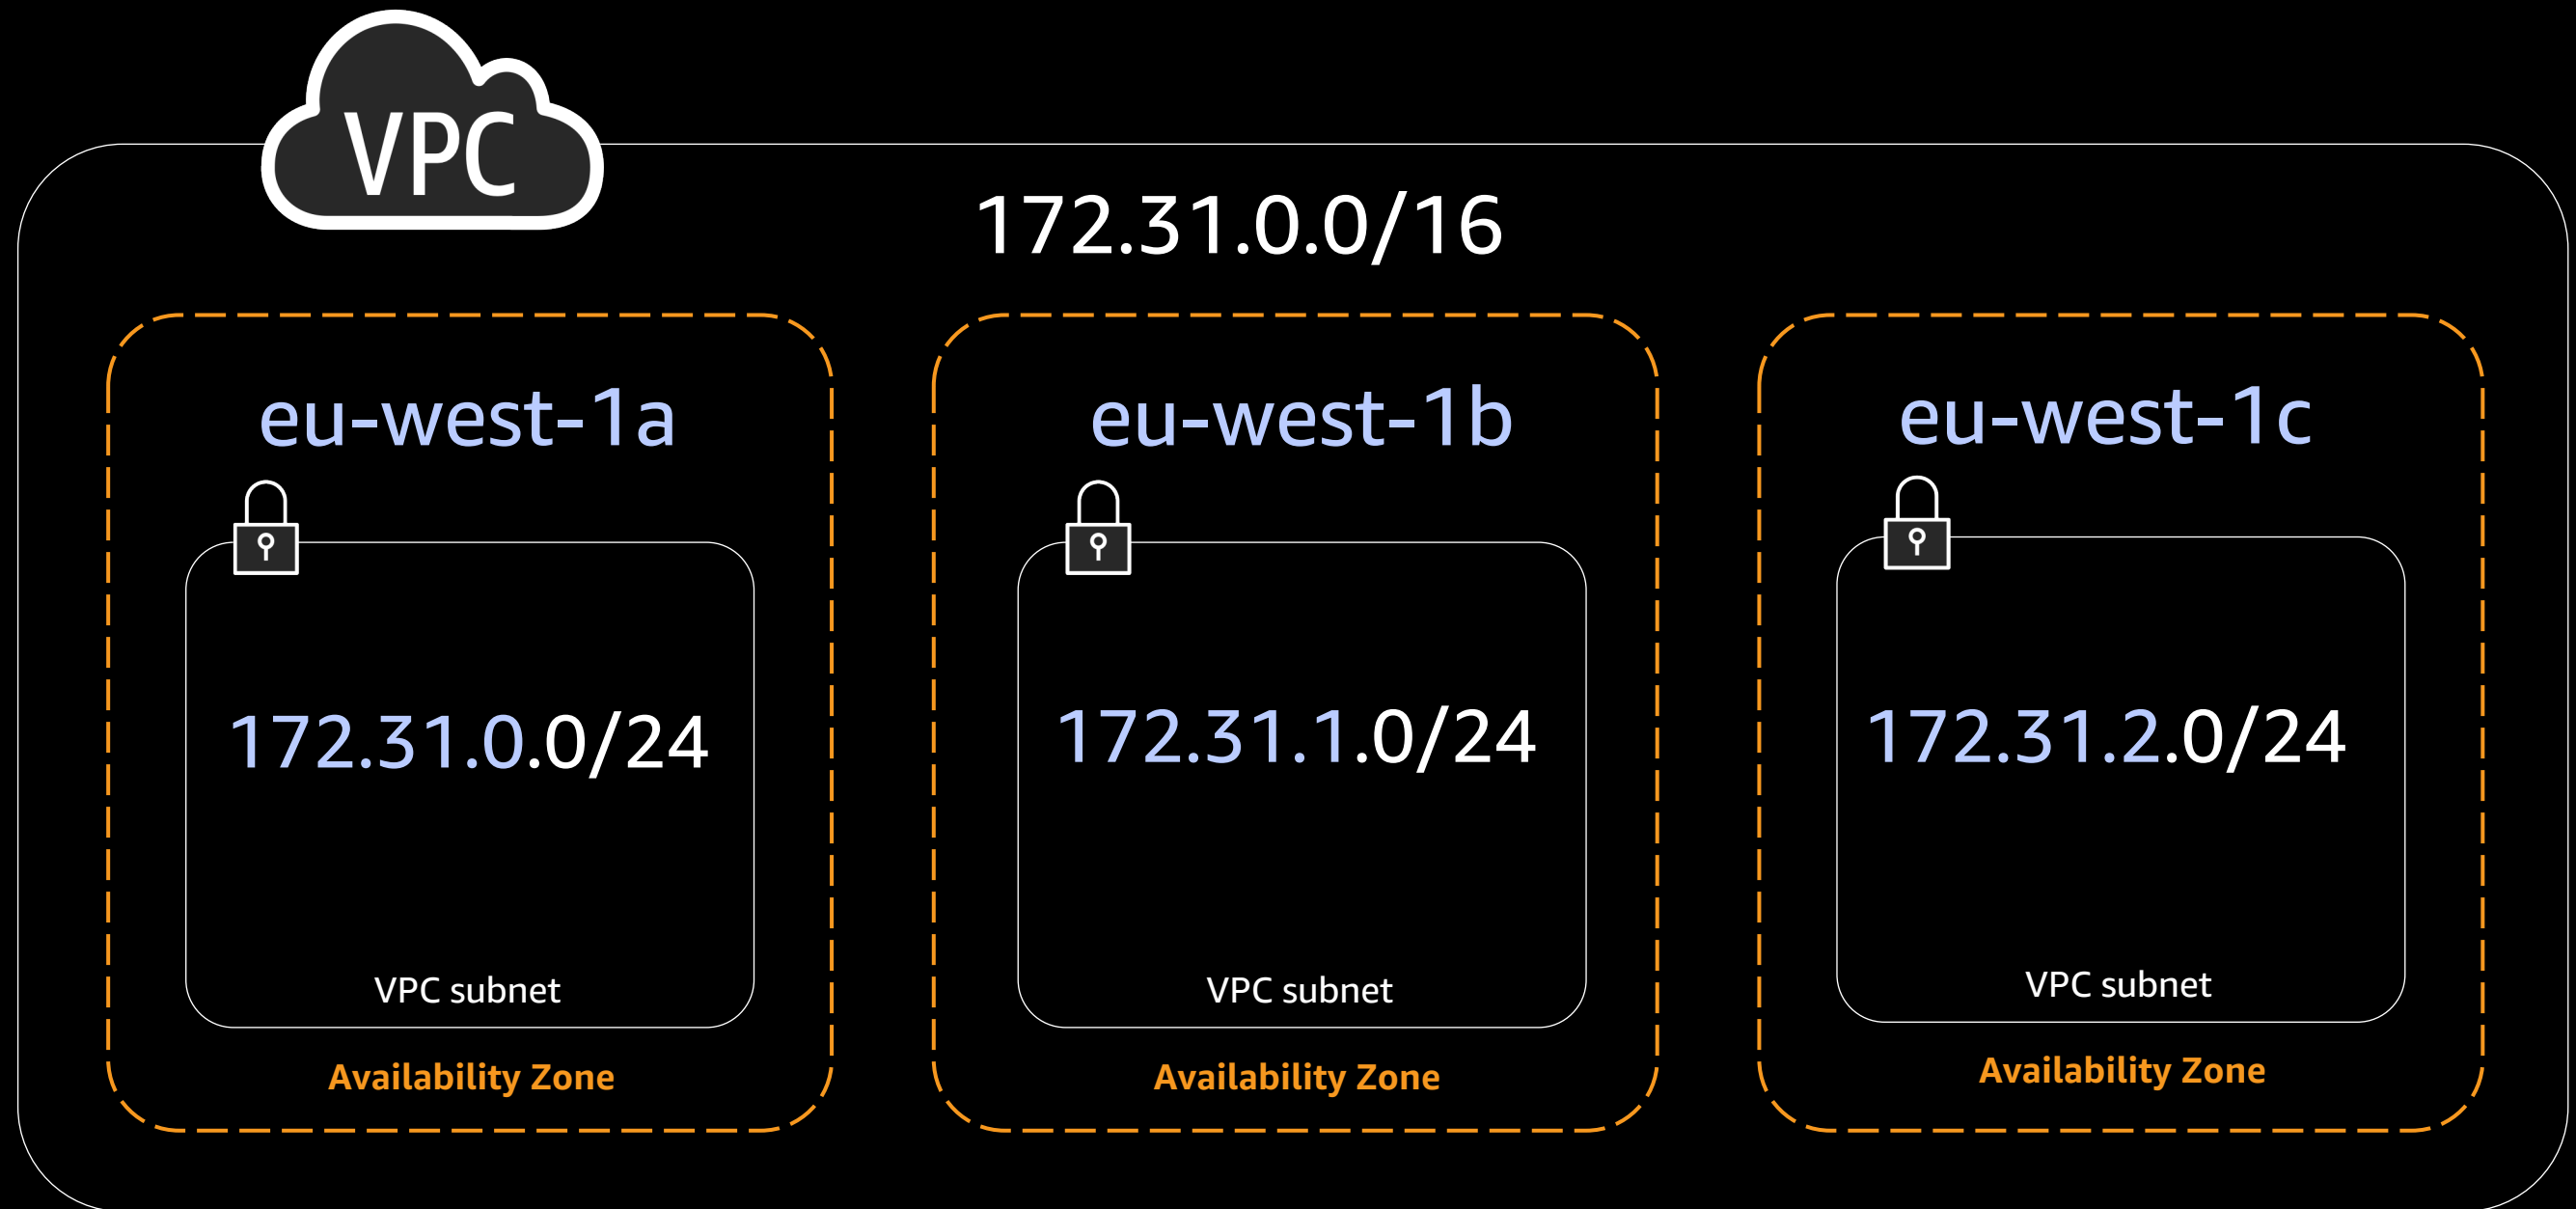 VPC
172.31.0.0/16
eu-west-1a
172.31.0.0/24
VPC subnet
Availability Zone
eu-west-1b
172.31.1.0/24
VPC subnet
Availability Zone
eu-west-1c
172.31.2.0/24
VPC subnet
Availability Zone